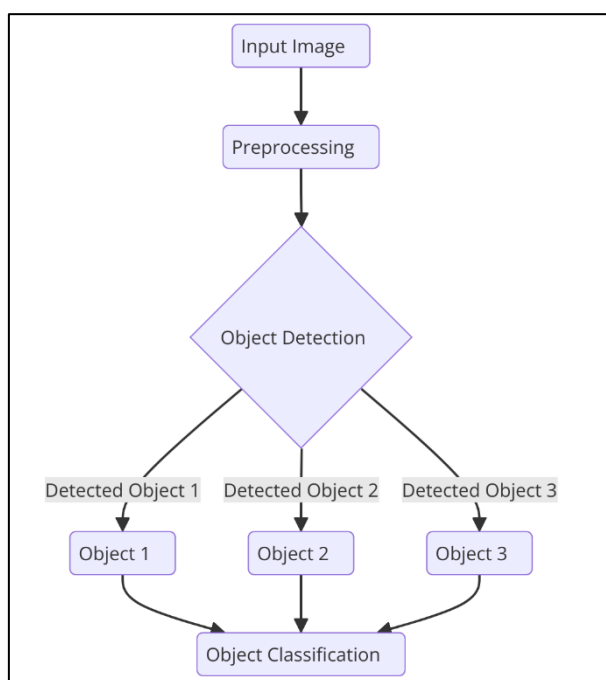 Input Image
Preprocessing
Object Detection
Detected Object 1
Detected Object 2
Detected Object 3
Object 1
Object 2
Object 3
Object Classification